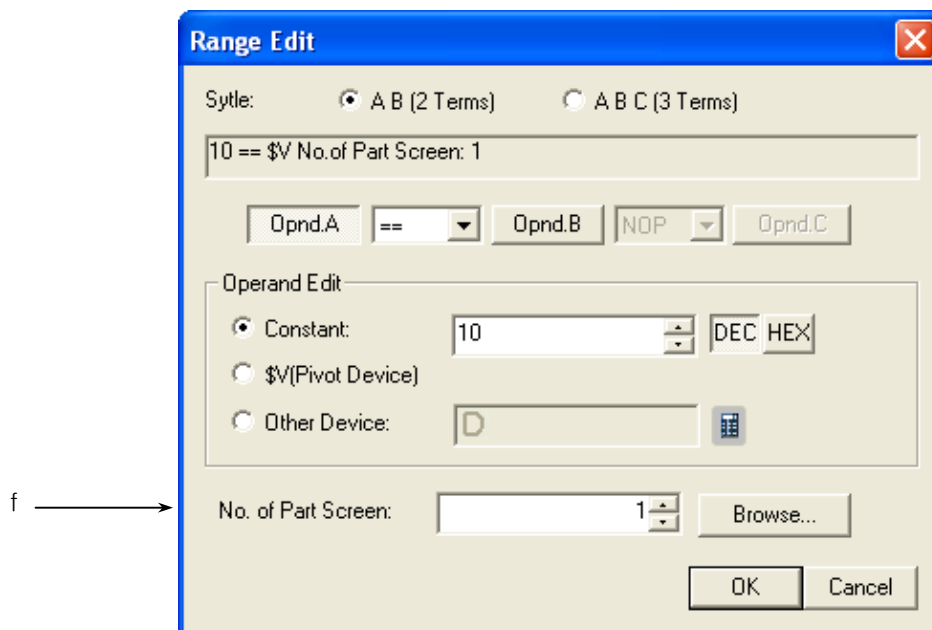 Range Edit
Sytle: A B (2 Terms) A B C (3 Terms)
10 == $V No.of Part Screen: 1
Opnd.A == Opnd.B NOP Opnd.C
Operand Edit
Constant: 10 DEC HEX
$V(Pivot Device)
Other Device: D
f No. of Part Screen: 1 Browse...
OK Cancel